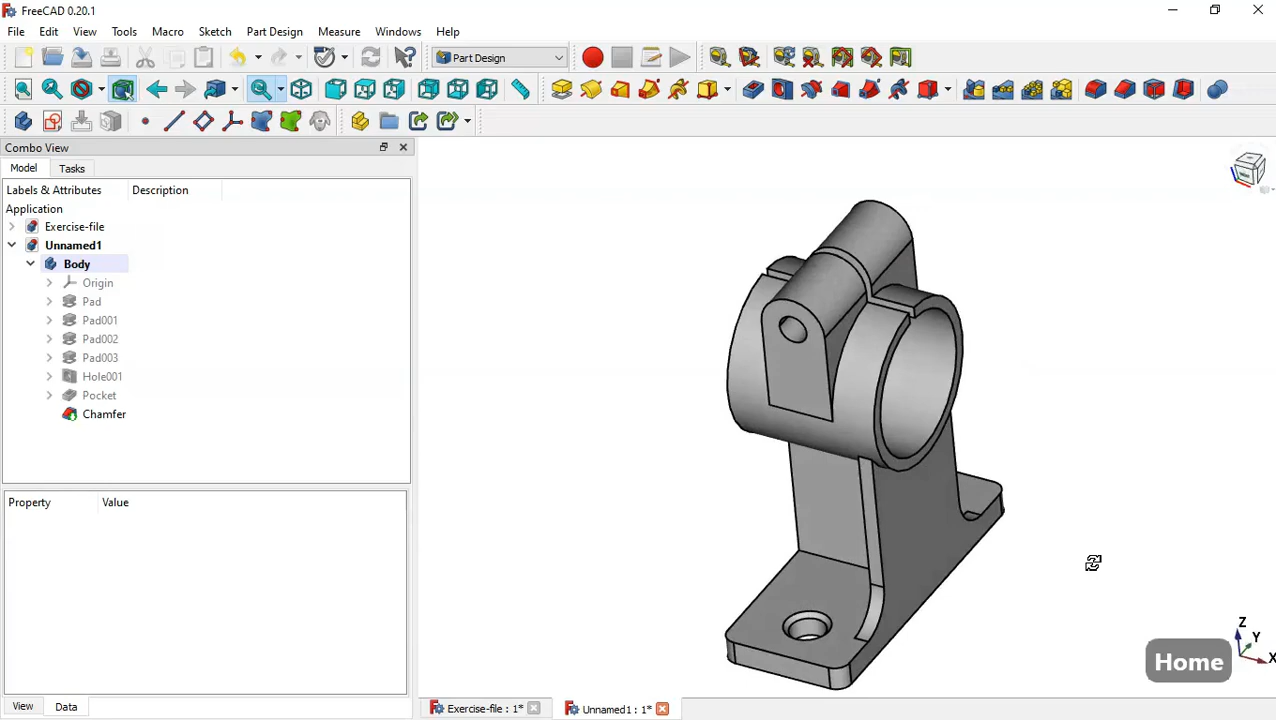 FreeCAD 0.20.1
File Edit View Tools Macro Sketch Part Design Measure Windows Help
Part Design
Combo View
Model Tasks
Labels & Attributes Description
Application
Exercise-file
Unnamed1
Body
Origin
Pad
Pad001
Pad002
Pad003
Hole001
Pocket
Chamfer
Property Value
Z
Y
X
Home
View Data
Exercise-file : 1* Unnamed1 : 1*